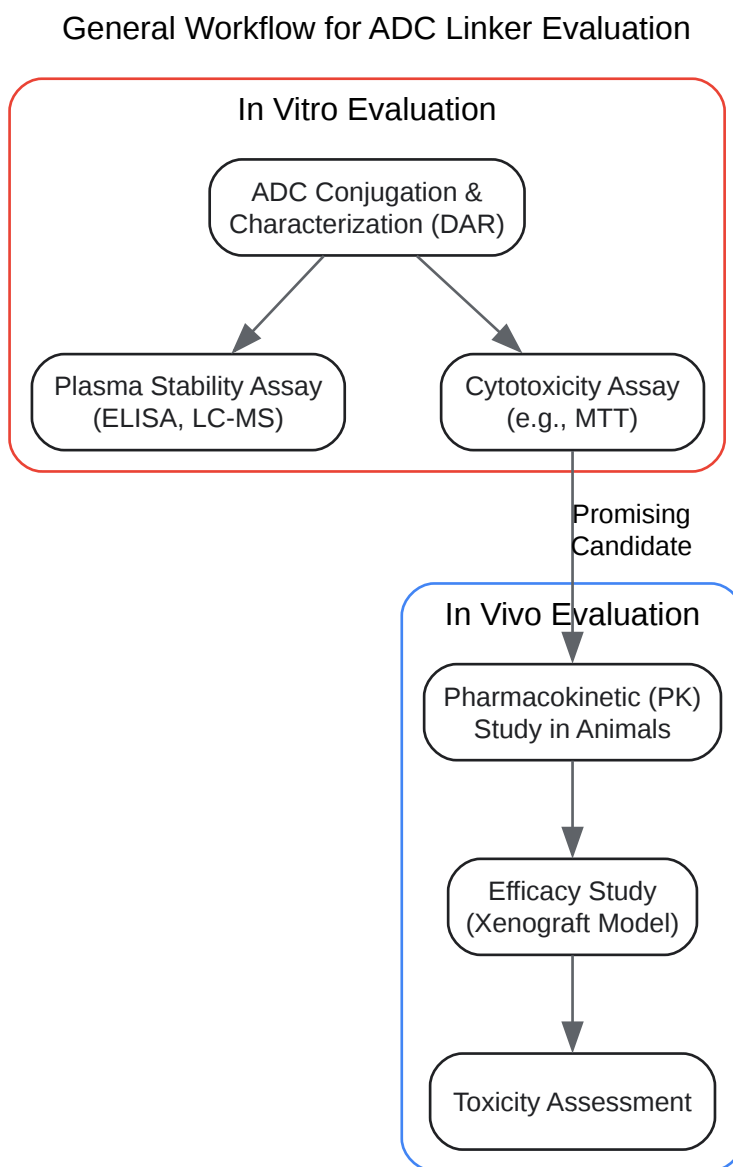 General Workflow for ADC Linker Evaluation
In Vitro Evaluation
ADC Conjugation &
Characterization (DAR)
Plasma Stability Assay
(ELISA, LC-MS)
Cytotoxicity Assay
(e.g., MTT)
Promising
Candidate
In Vivo Evaluation
Pharmacokinetic (PK)
Study in Animals
Efficacy Study
(Xenograft Model)
Toxicity Assessment